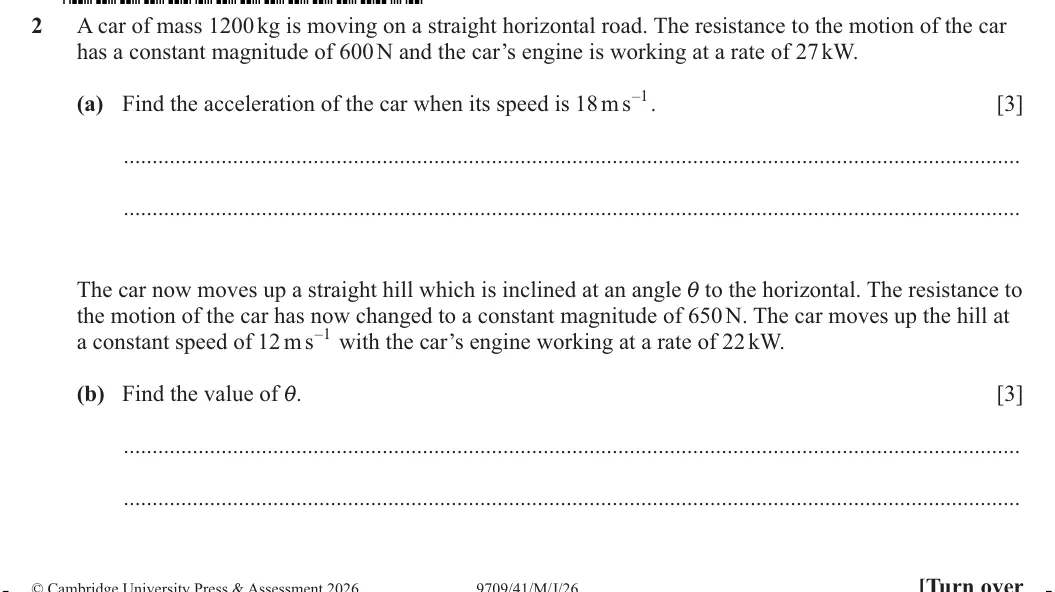 2 A car of mass 1200 kg is moving on a straight horizontal road. The resistance to the motion of the car
has a constant magnitude of 600 N and the car’s engine is working at a rate of 27 kW.
(a) Find the acceleration of the car when its speed is 18 m s⁻¹. [3]
The car now moves up a straight hill which is inclined at an angle θ to the horizontal. The resistance to
the motion of the car has now changed to a constant magnitude of 650 N. The car moves up the hill at
a constant speed of 12 m s⁻¹ with the car’s engine working at a rate of 22 kW.
(b) Find the value of θ. [3]
© Cambridge University Press & Assessment 2026 9709/41/M/J/26 [Turn over